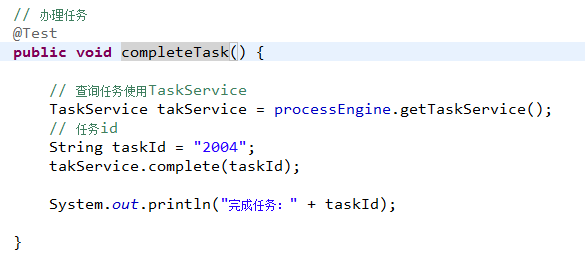 // 办理任务
@Test
public void completeTask() {
// 查询任务使用TaskService
TaskService takService = processEngine.getTaskService();
// 任务id
String taskId = "2004";
takService.complete(taskId);
System.out.println("完成任务：" + taskId);
}